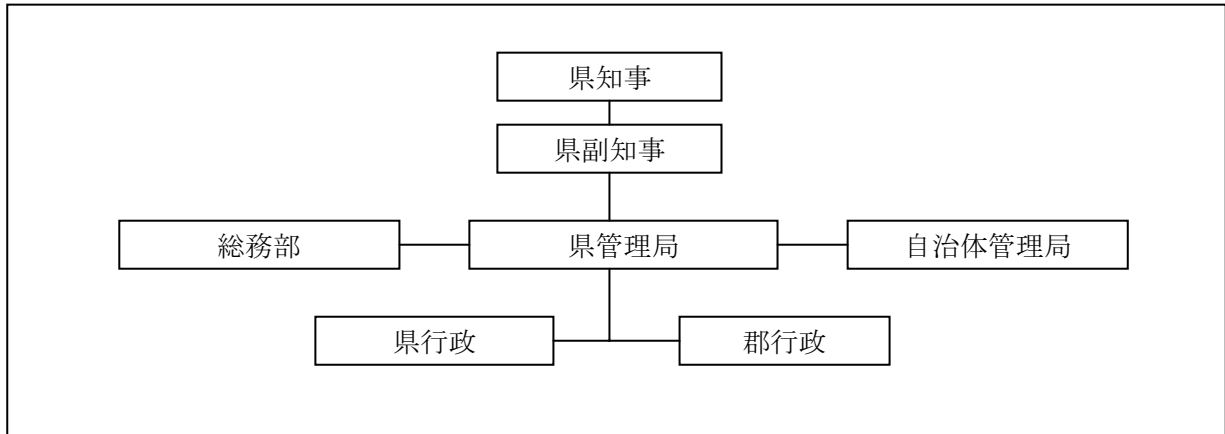 県知事
県副知事
総務部
県管理局
自治体管理局
県行政
郡行政